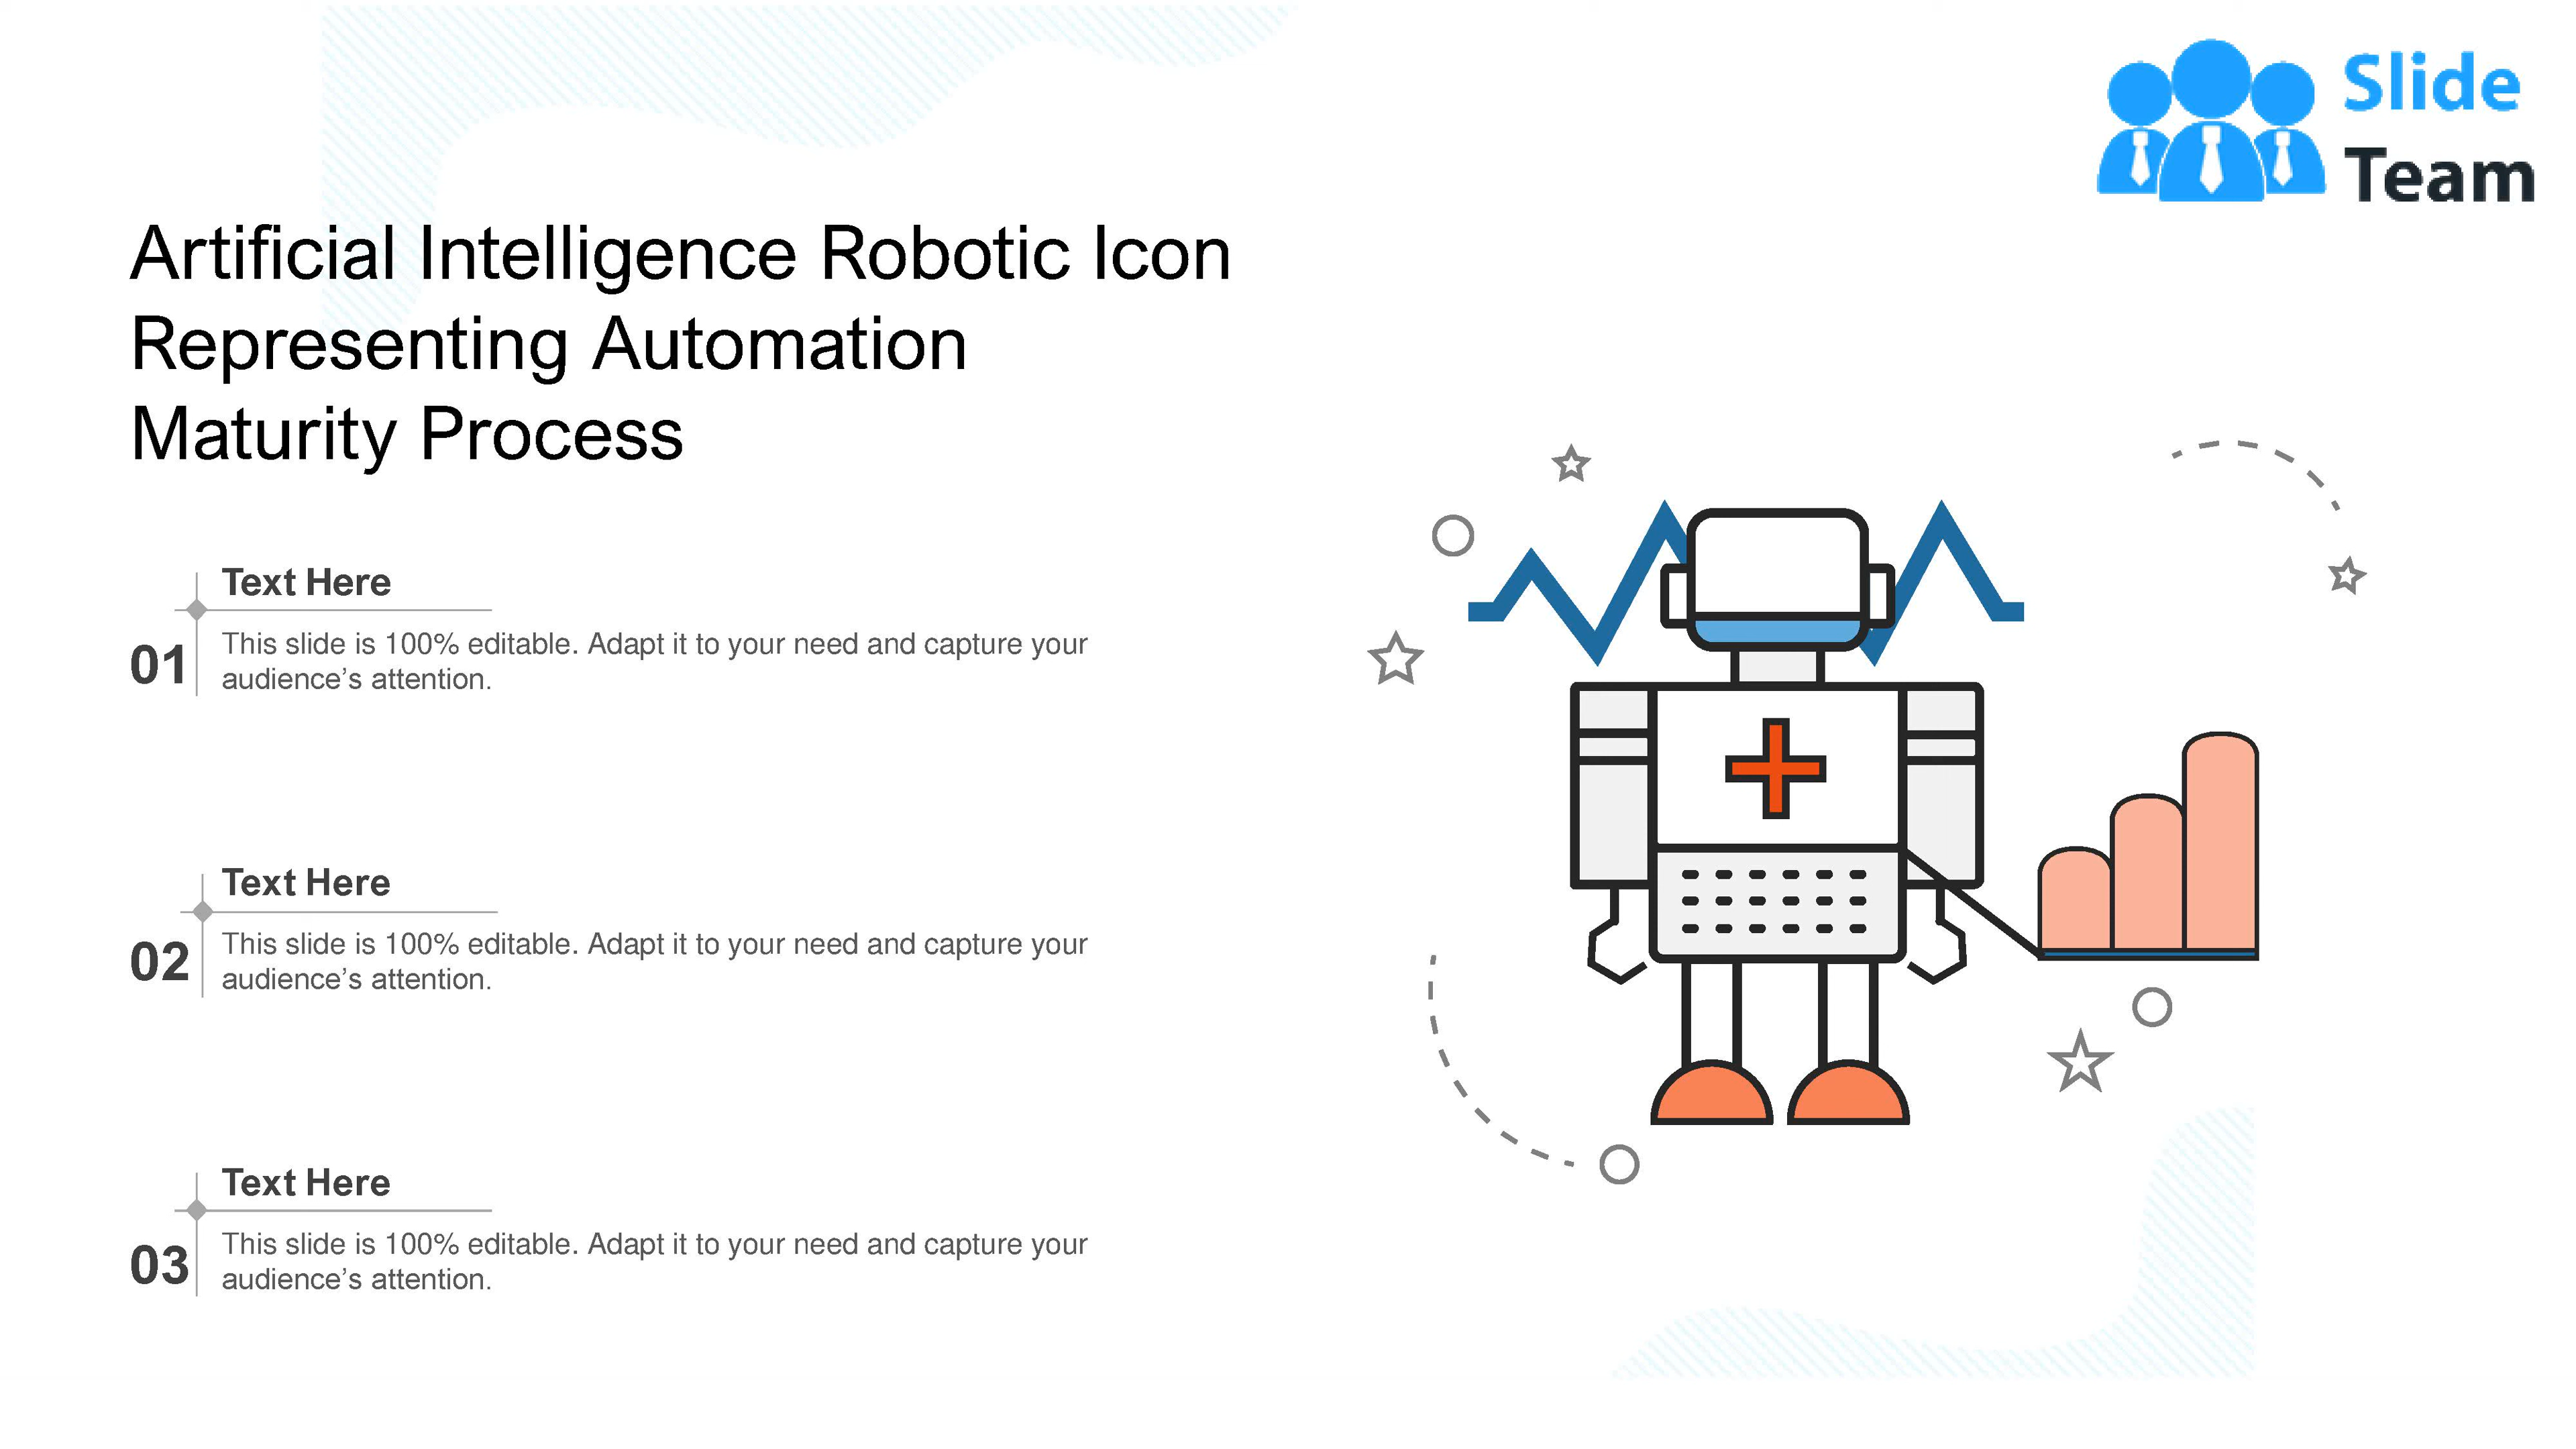 Slide
Team
Artificial Intelligence Robotic Icon
Representing Automation
Maturity Process
Text Here
01
This slide is 100% editable. Adapt it to your need and capture your
audience’s attention.
Text Here
02
This slide is 100% editable. Adapt it to your need and capture your
audience’s attention.
Text Here
03
This slide is 100% editable. Adapt it to your need and capture your
audience’s attention.